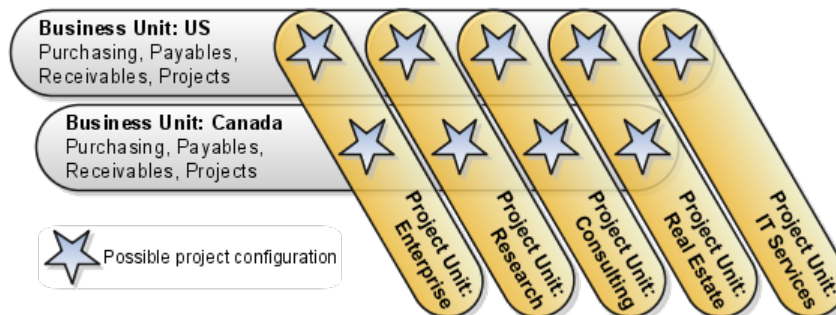 Business Unit: US
Purchasing, Payables,
Receivables, Projects
Business Unit: Canada
Purchasing, Payables,
Receivables, Projects
Possible project configuration
Project Unit:
Enterprise
Project Unit:
Research
Project Unit:
Consulting
Project Unit:
Real Estate
Project Unit:
IT Services